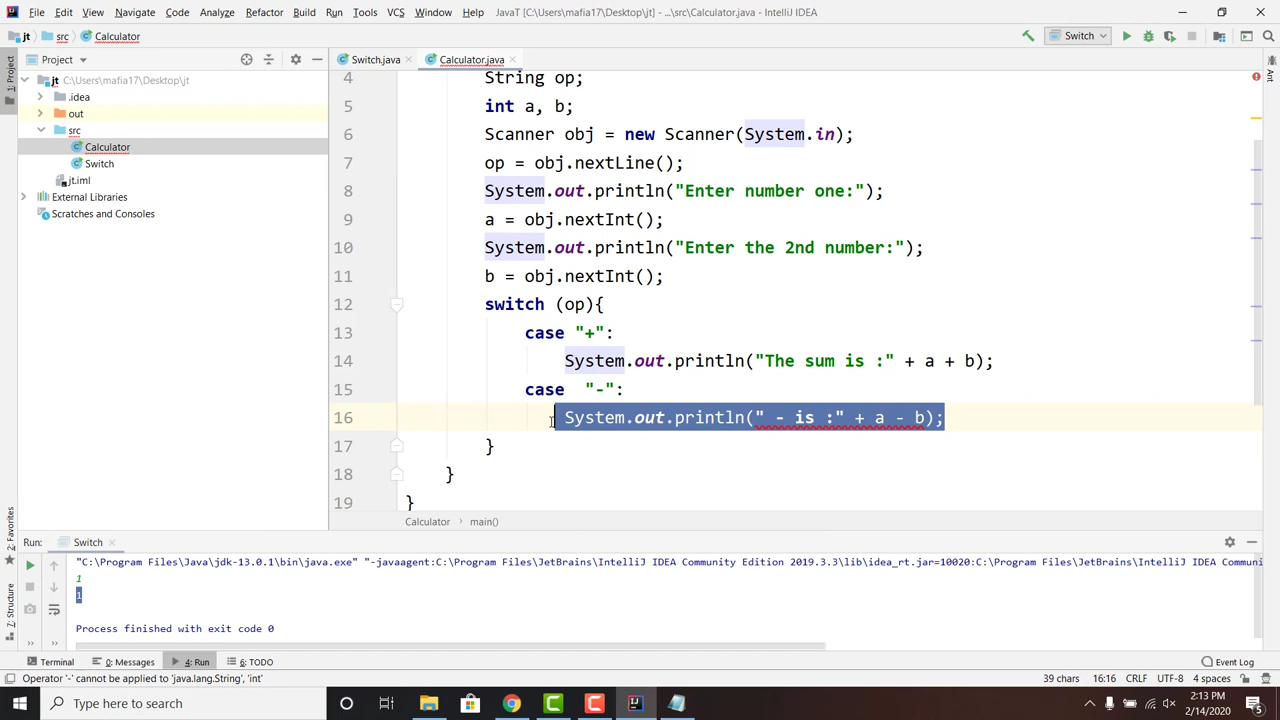 File Edit View Navigate Code Analyze Refactor Build Run Tools VCS Window Help JavaT [C:\Users\mafia17\Desktop\jt] - ...\src\Calculator.java - IntelliJ IDEA
jt src Calculator Switch
1: Project
Project
Switch.java Calculator.java
Ant
jt C:\Users\mafia17\Desktop\jt
.idea
out
src
Calculator
Switch
jt.iml
External Libraries
Scratches and Consoles
4 String op;
5 int a, b;
6 Scanner obj = new Scanner(System.in);
7 op = obj.nextLine();
8 System.out.println("Enter number one:");
9 a = obj.nextInt();
10 System.out.println("Enter the 2nd number:");
11 b = obj.nextInt();
12 switch (op){
13 case "+":
14 System.out.println("The sum is :" + a + b);
15 case "-":
16 System.out.println(" - is :" + a - b);
17 }
18 }
19 }
Calculator main()
2: Favorites
7: Structure
Run: Switch
"C:\Program Files\Java\jdk-13.0.1\bin\java.exe" "-javaagent:C:\Program Files\JetBrains\IntelliJ IDEA Community Edition 2019.3.3\lib\idea_rt.jar=10020:C:\Program Files\JetBrains\IntelliJ IDEA Communi
1
1
Process finished with exit code 0
Terminal 0: Messages 4: Run 6: TODO Event Log
Operator '-' cannot be applied to 'java.lang.String', 'int' 39 chars 16:16 CRLF UTF-8 4 spaces
Type here to search
2:13 PM
2/14/2020
5